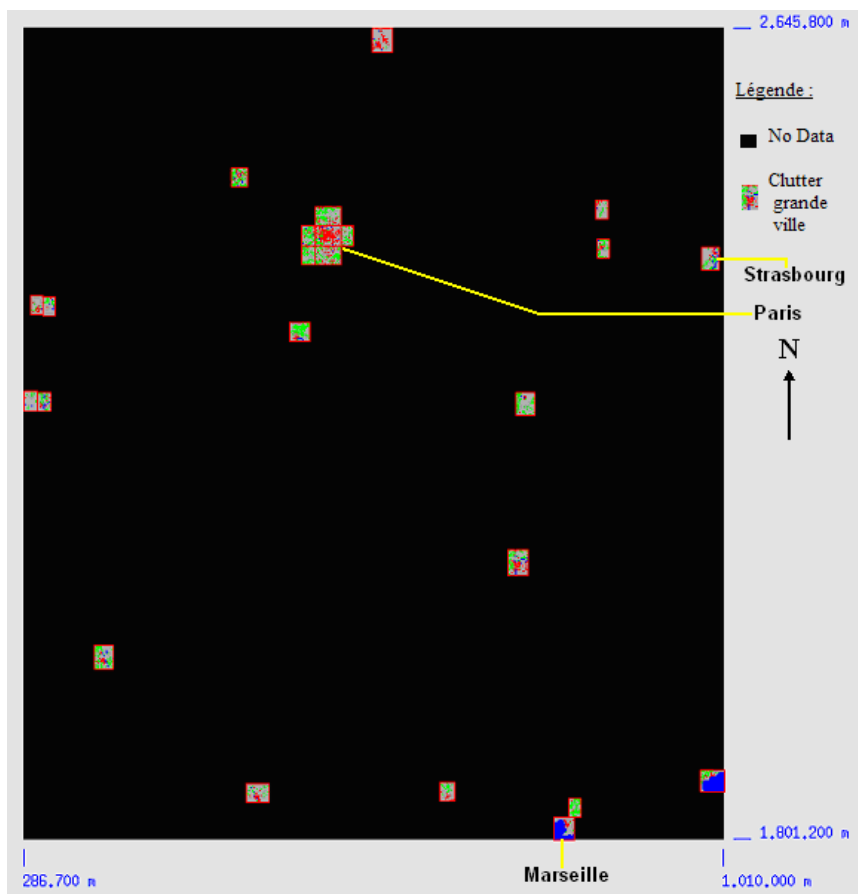 2.645.800 m
Légende :
No Data
Clutter
grande
ville
Strasbourg
Paris
N
1.801.200 m
Marseille
286.700 m
1.010.000 m